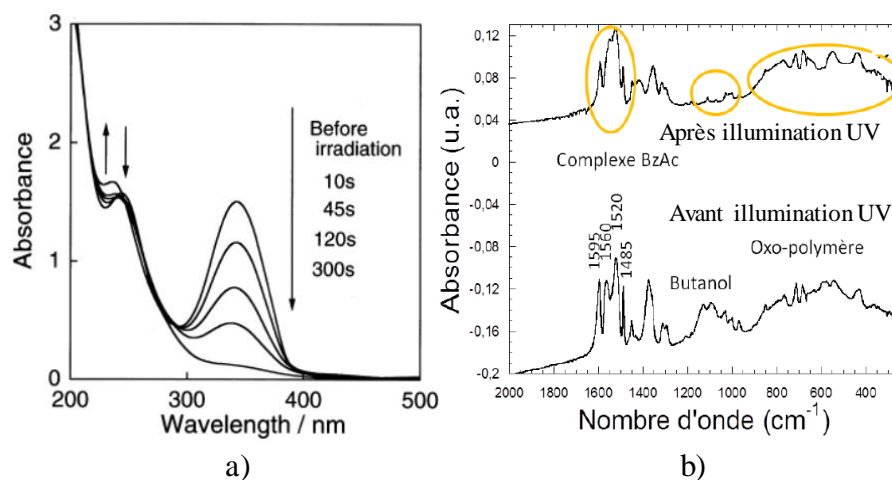 Absorbance
3
2
1
0
200
300
400
500
Wavelength / nm
Before
irradiation
10s
45s
120s
300s
a)
Absorbance (u.a.)
0,12
0,08
0,04
0
-0,04
-0,08
-0,12
-0,16
-0,2
Après illumination UV
Complexe BzAc
Avant illumination UV
1595
1560
1520
1485
Butanol
Oxo-polymère
2000
1600
1400
1200
1000
800
600
400
Nombre d'onde (cm⁻¹)
b)